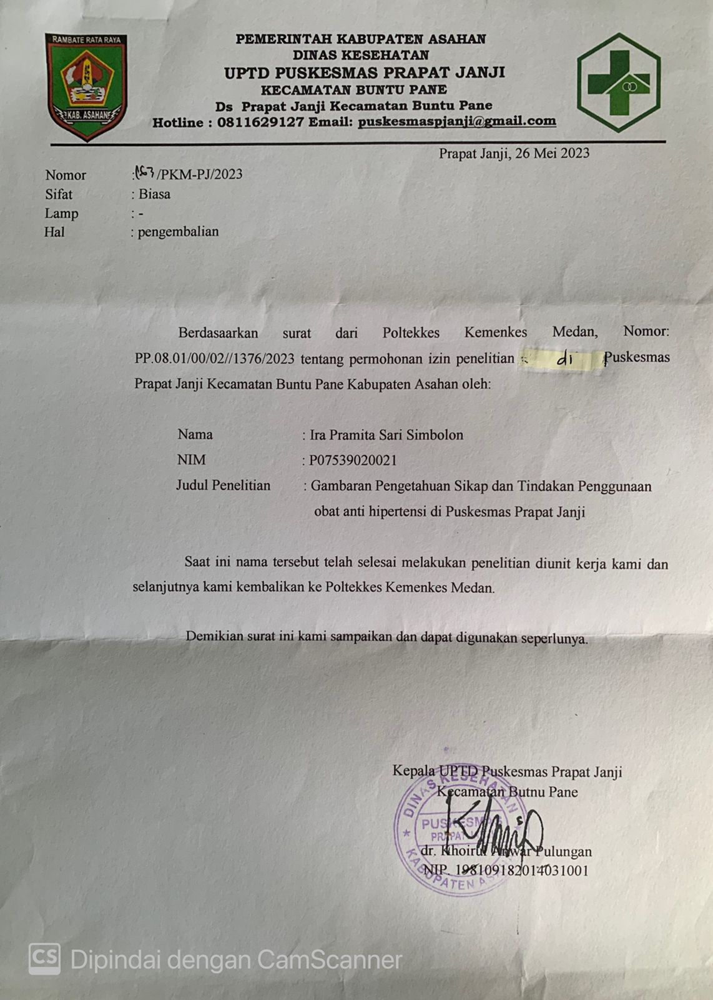 RAMBATE RATA RAYA
KAB. ASAHAN
PEMERINTAH KABUPATEN ASAHAN
DINAS KESEHATAN
UPTD PUSKESMAS PRAPAT JANJI
KECAMATAN BUNTU PANE
Ds Prapat Janji Kecamatan Buntu Pane
Hotline : 0811629127 Email: puskesmaspjanji@gmail.com
Prapat Janji, 26 Mei 2023
Nomor : /PKM-PJ/2023
Sifat : Biasa
Lamp : -
Hal : pengembalian
Berdasaarkan surat dari Poltekkes Kemenkes Medan, Nomor:
PP.08.01/00/02//1376/2023 tentang permohonan izin penelitian di Puskesmas
Prapat Janji Kecamatan Buntu Pane Kabupaten Asahan oleh:
Nama : Ira Pramita Sari Simbolon
NIM : P07539020021
Judul Penelitian : Gambaran Pengetahuan Sikap dan Tindakan Penggunaan
obat anti hipertensi di Puskesmas Prapat Janji
Saat ini nama tersebut telah selesai melakukan penelitian diunit kerja kami dan
selanjutnya kami kembalikan ke Poltekkes Kemenkes Medan.
Demikian surat ini kami sampaikan dan dapat digunakan seperlunya.
Kepala UPTD Puskesmas Prapat Janji
Kecamatan Butnu Pane
DINAS KESEHATAN
PUSKESMAS
PRAPAT
KABUPATEN ASAHAN
dr. Khoirul Anwar Pulungan
NIP. 198109182014031001
CS Dipindai dengan CamScanner